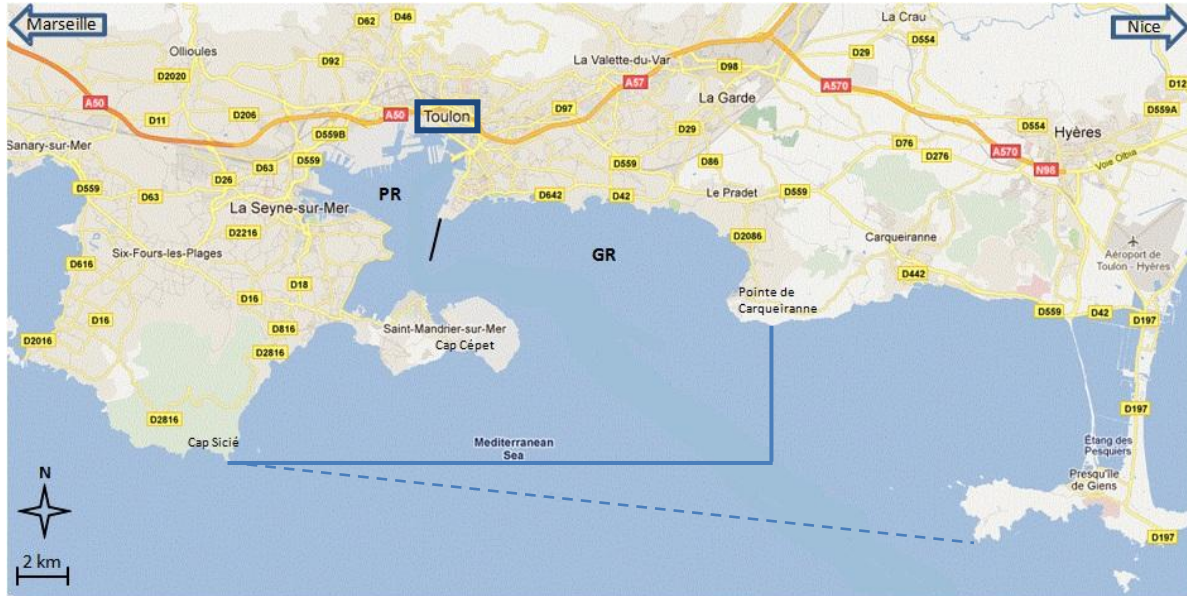 Marseille
Nice
D62
D46
La Crau
Ollioules
D92
La Valette-du-Var
D554
D2020
D98
D29
A57
D12
A50
D206
A50
Toulon
D97
La Garde
A570
D559A
D11
D559B
D29
D554
Hyères
Sanary-sur-Mer
D63
D559
D559
D86
D76
D276
A570
Voie Olbia
N98
D26
D559
D63
PR
D642
D42
Le Pradet
D559
La Seyne-sur-Mer
D2216
D2086
Carqueiranne
Six-Fours-les-Plages
GR
Aéroport de
Toulon - Hyères
D616
D442
D18
Pointe de
Carqueiranne
D16
D16
D816
Saint-Mandrier-sur-Mer
D559
D42
D197
D2016
D2816
Cap Cépet
D197
D2816
Cap Sicié
Mediterranean
Sea
Étang des
Pesquiers
N
Presqu'île
de Giens
D197
2 km